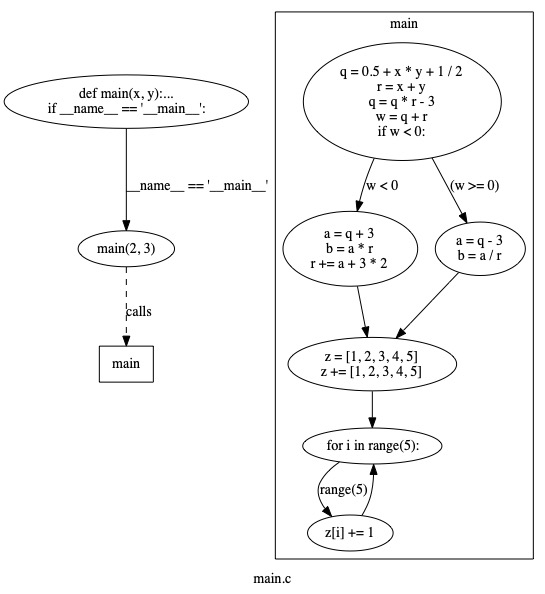 def main(x, y):...
if __name__ == '__main__':
__name__ == '__main__'
main(2, 3)
calls
main
main
q = 0.5 + x * y + 1 / 2
r = x + y
q = q * r - 3
w = q + r
if w < 0:
w < 0
(w >= 0)
a = q + 3
b = a * r
r += a + 3 * 2
a = q - 3
b = a / r
z = [1, 2, 3, 4, 5]
z += [1, 2, 3, 4, 5]
for i in range(5):
range(5)
z[i] += 1
main.c